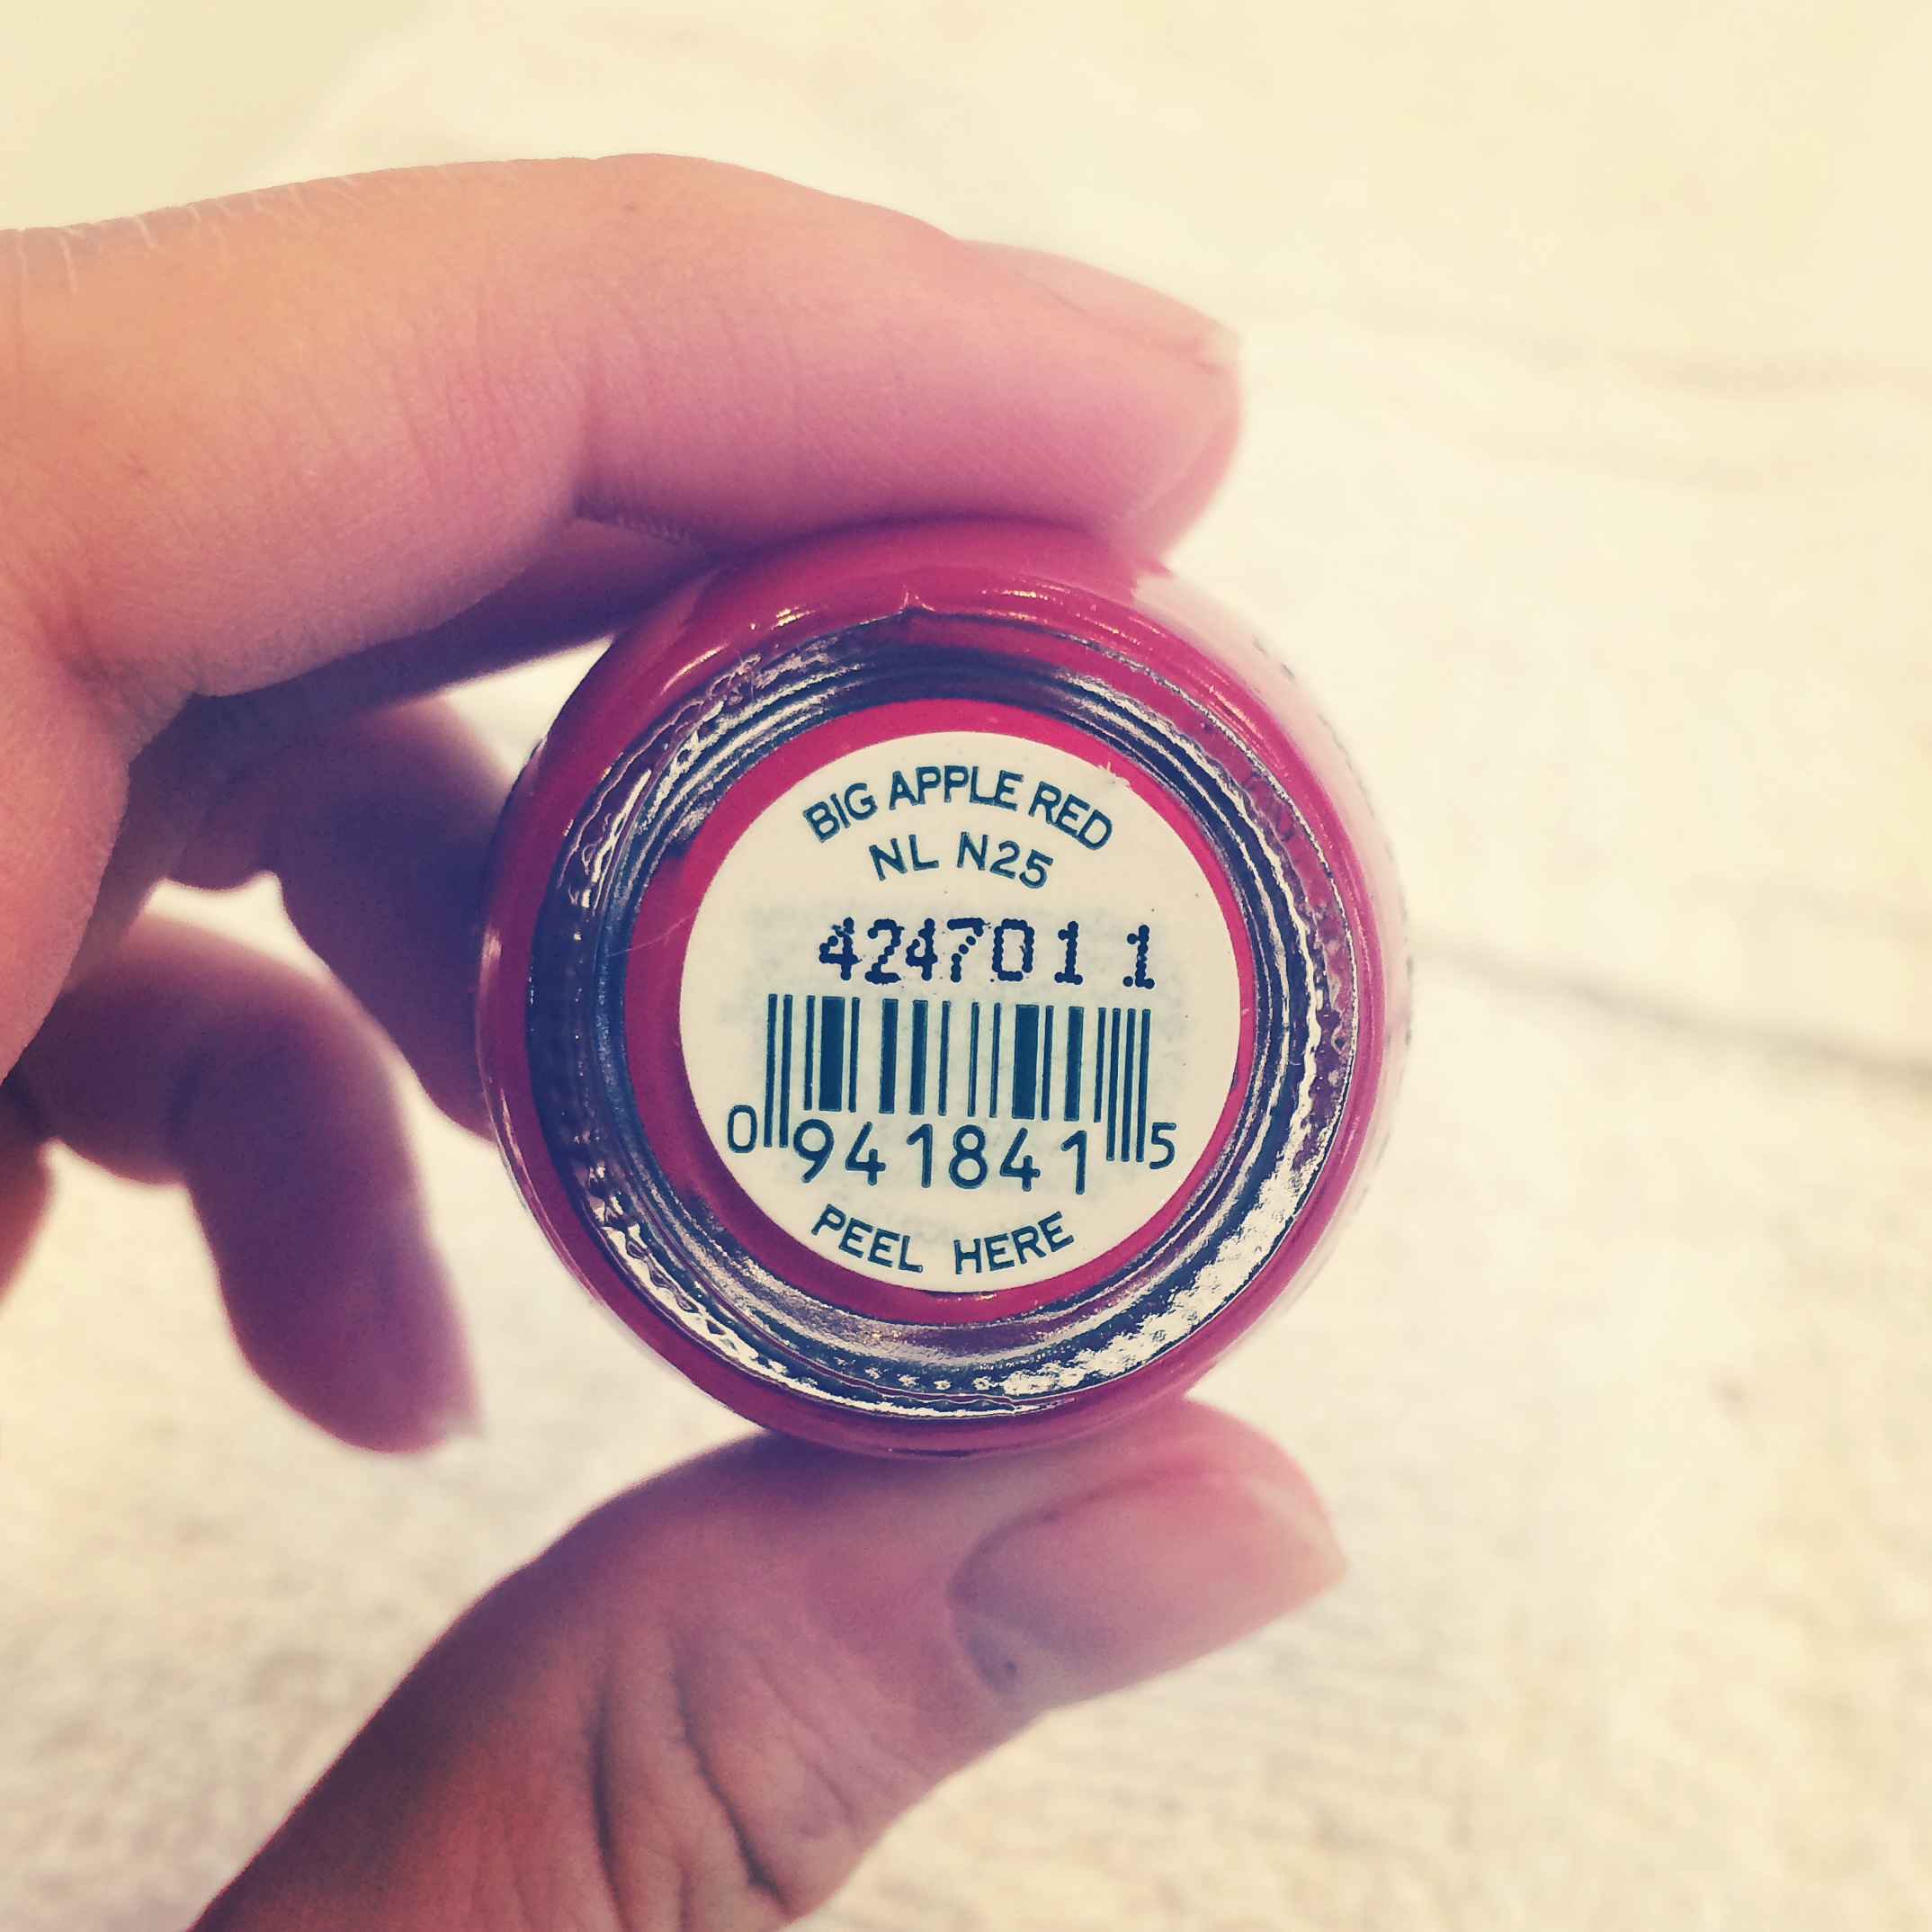 BIG APPLE RED
NL N25
424701 1
0 941841 5
PEEL HERE